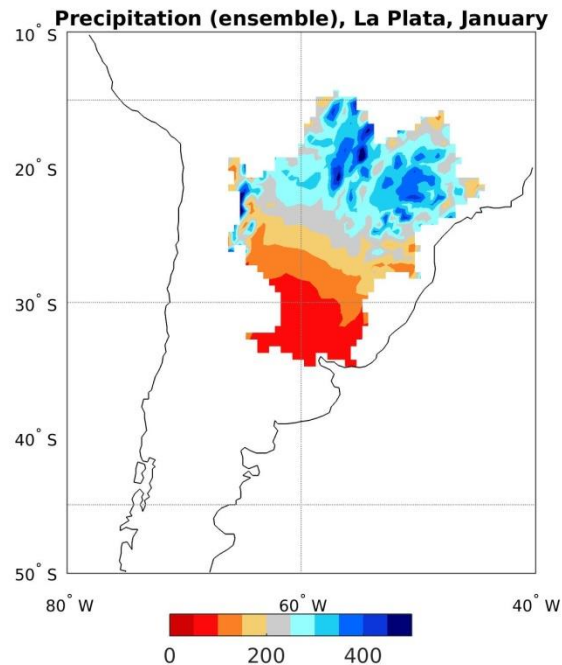 Precipitation (ensemble), La Plata, January
10° S
20° S
30° S
40° S
50° S
80° W 60° W 40° W
0 200 400